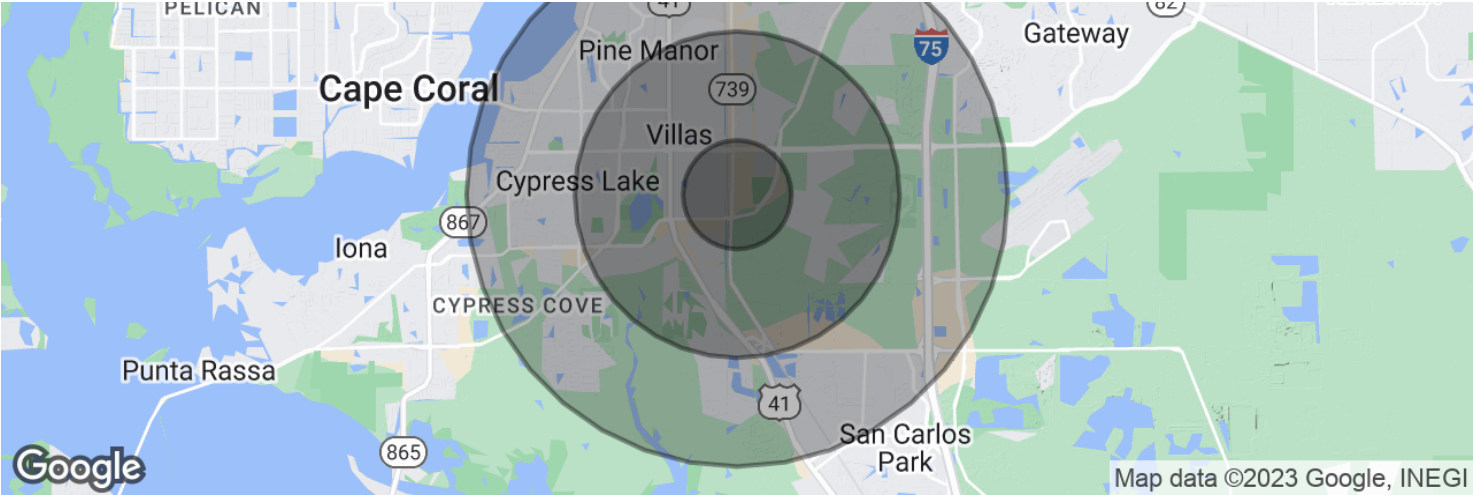 PELICAN
41
82
Pine Manor
Gateway
75
Cape Coral
739
Villas
Cypress Lake
867
Iona
CYPRESS COVE
Punta Rassa
41
San Carlos
Park
865
Google
Map data ©2023 Google, INEGI